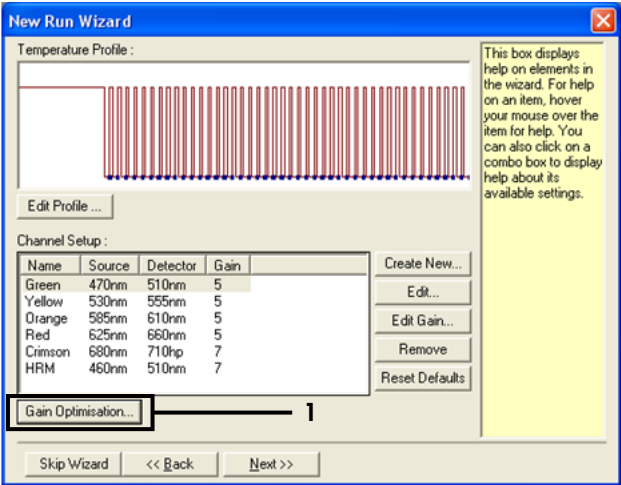 New Run Wizard
Temperature Profile :
This box displays
help on elements in
the wizard. For help
on an item, hover
your mouse over the
item for help. You
can also click on a
combo box to display
help about its
available settings.
Edit Profile ...
Channel Setup :
Name Source Detector Gain
Green 470nm 510nm 5
Yellow 530nm 555nm 5
Orange 585nm 610nm 5
Red 625nm 660nm 5
Crimson 680nm 710hp 7
HRM 460nm 510nm 7
Create New...
Edit...
Edit Gain...
Remove
Reset Defaults
Gain Optimisation...
1
Skip Wizard
<< Back
Next >>